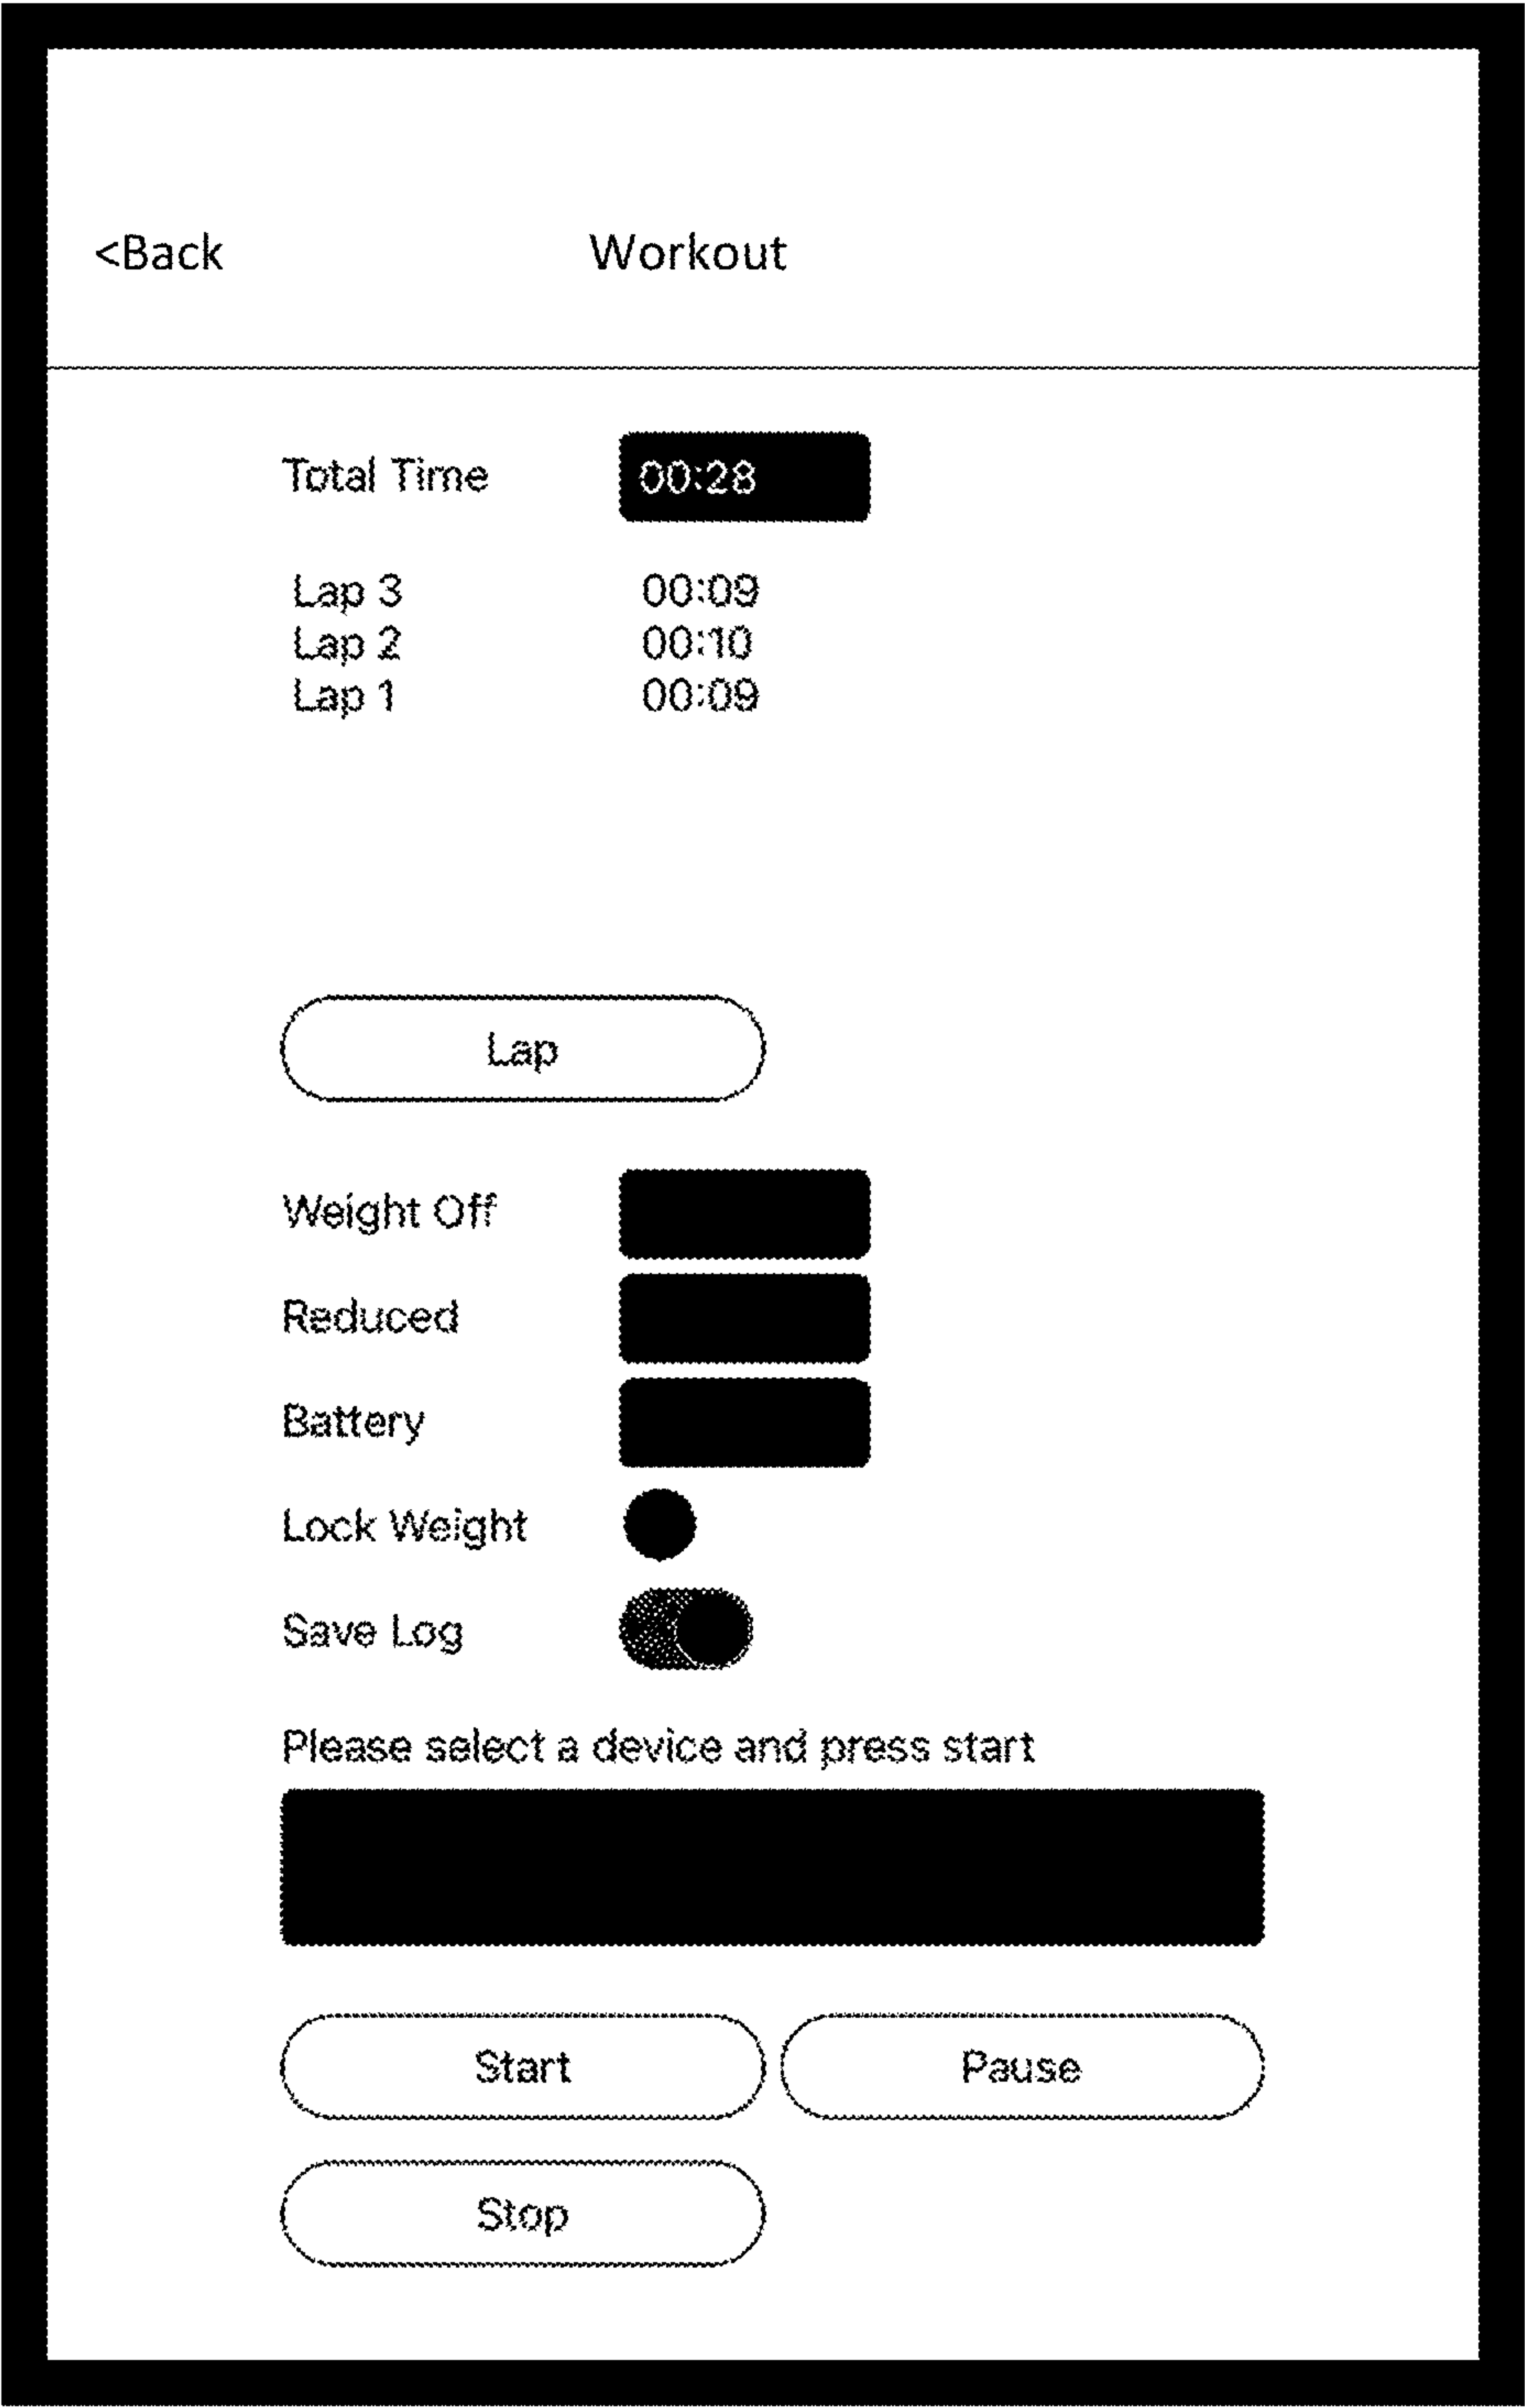 <Back Workout
Total Time 00:28
Lap 3 00:09
Lap 2 00:10
Lap 1 00:09
Lap
Weight Off
Reduced
Battery
Lock Weight
Save Log
Please select a device and press start
Start Pause
Stop